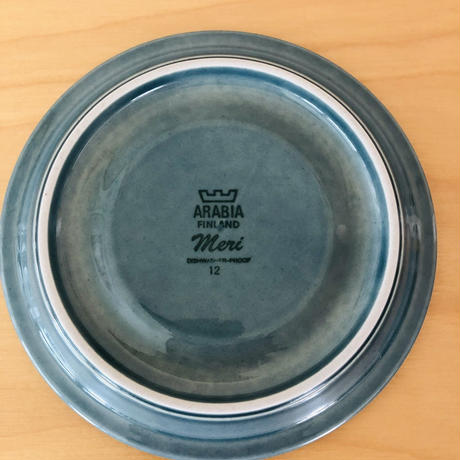 ARABIA
FINLAND
Meri
DISHWASHER-PROOF
12